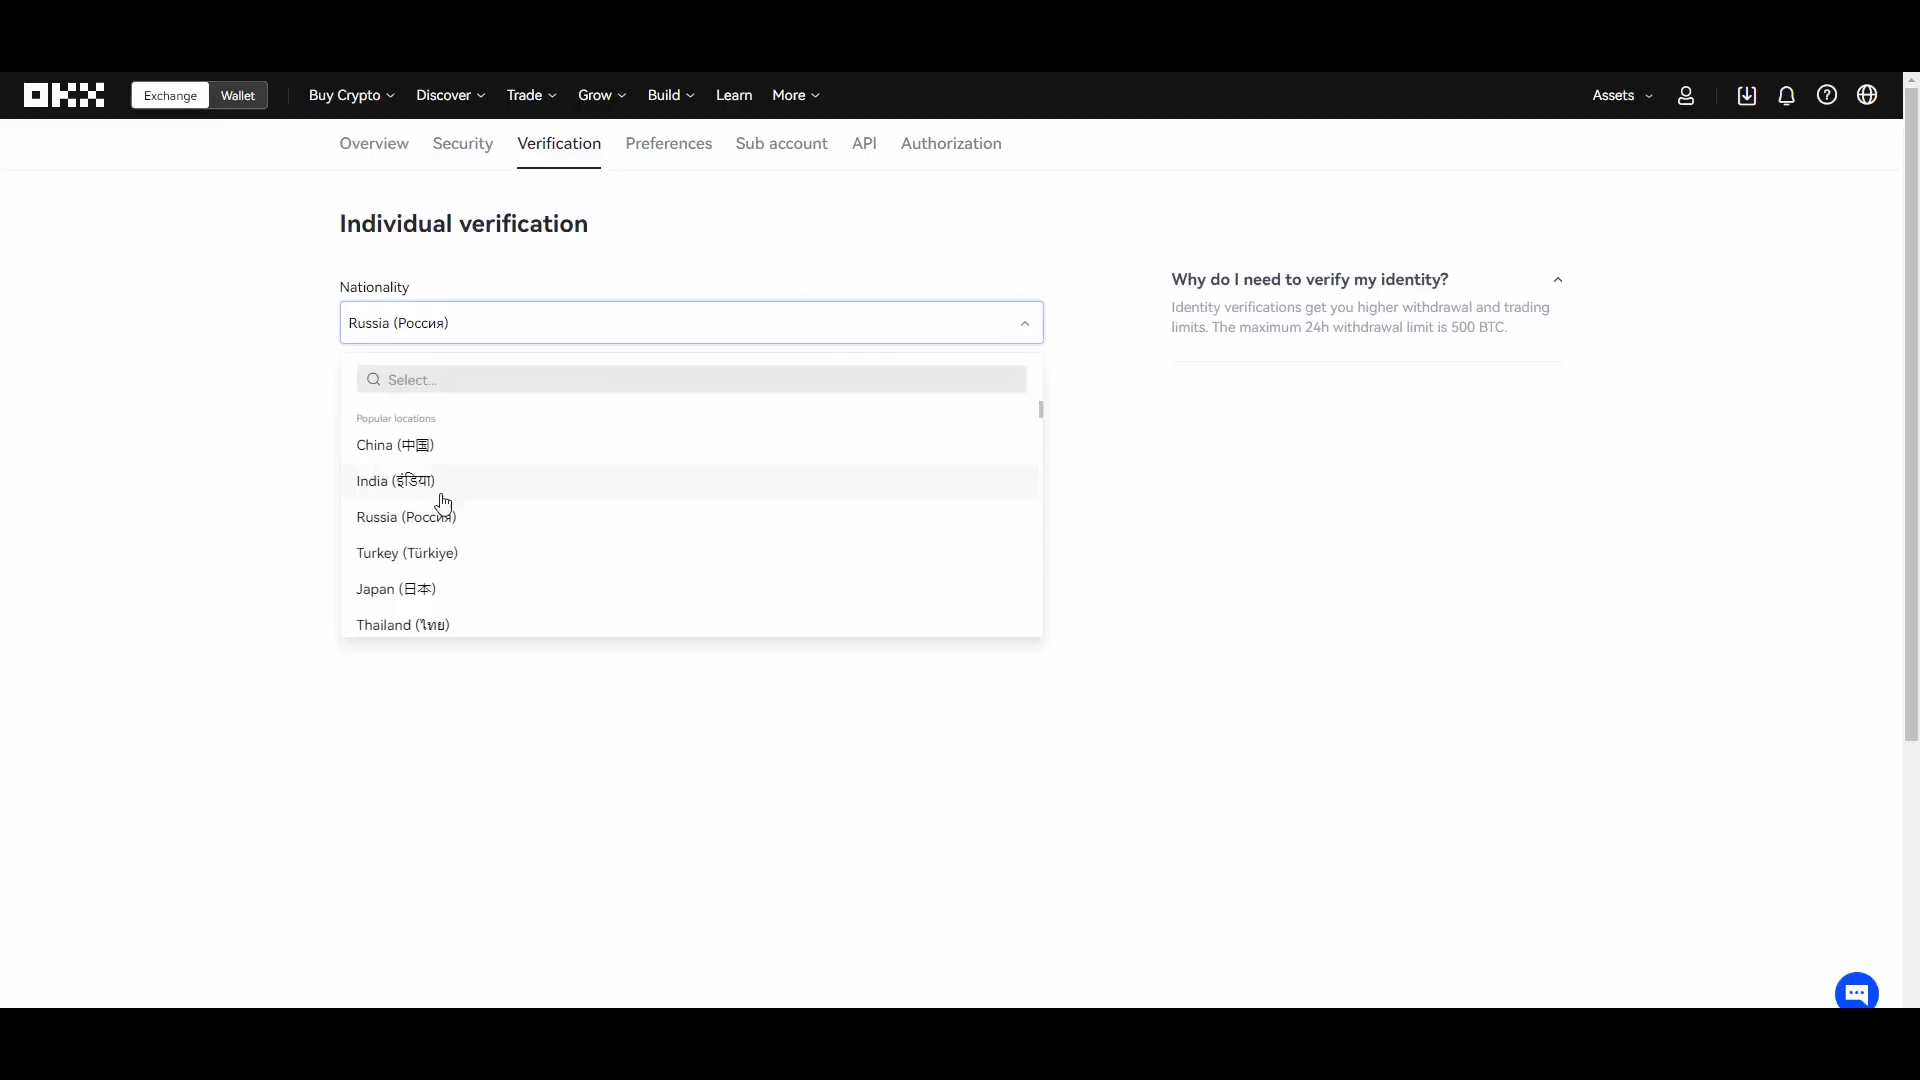 OKX
Exchange
Wallet
Buy Crypto
Discover
Trade
Grow
Build
Learn
More
Assets
Overview
Security
Verification
Preferences
Sub account
API
Authorization
Individual verification
Nationality
Russia (Россия)
Select...
Popular locations
China (中国)
India (इंडिया)
Russia (Россия)
Turkey (Türkiye)
Japan (日本)
Thailand (ไทย)
Why do I need to verify my identity?
Identity verifications get you higher withdrawal and trading
limits. The maximum 24h withdrawal limit is 500 BTC.